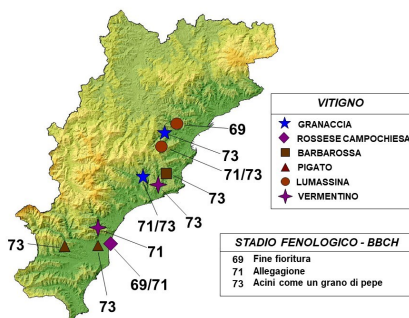 69
73
71/73
73
71/73
73
73
71
69/71
73
VITIGNO
GRANACCIA
ROSSESE CAMPOCHIESA
BARBAROSSA
PIGATO
LUMASSINA
VERMENTINO
STADIO FENOLOGICO - BBCH
69 Fine fioritura
71 Allegagione
73 Acini come un grano di pepe